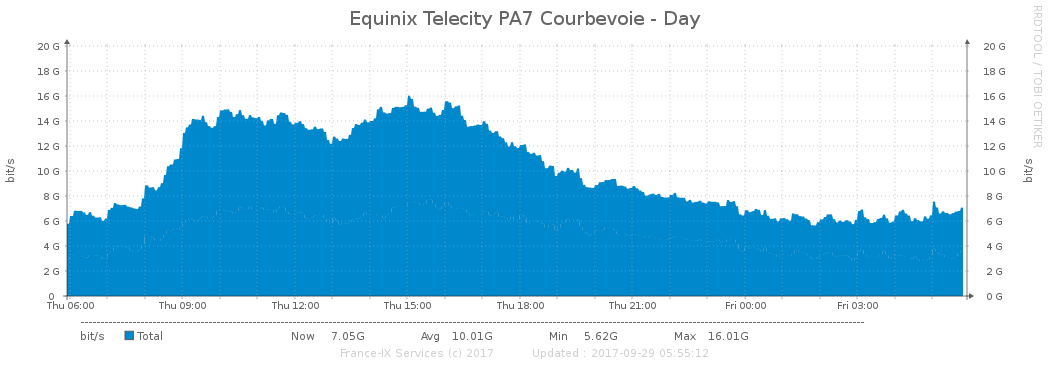 Equinix Telecity PA7 Courbevoie - Day
RRDTOOL / TOBI OETIKER
bit/s
20 G 20 G
18 G 18 G
16 G 16 G
14 G 14 G
12 G 12 G
10 G 10 G
8 G 8 G
6 G 6 G
4 G 4 G
2 G 2 G
0 0 G
bit/s
Thu 06:00 Thu 09:00 Thu 12:00 Thu 15:00 Thu 18:00 Thu 21:00 Fri 00:00 Fri 03:00
bit/s Total Now 7.05G Avg 10.01G Min 5.62G Max 16.01G
France-IX Services (c) 2017 Updated : 2017-09-29 05:55:12